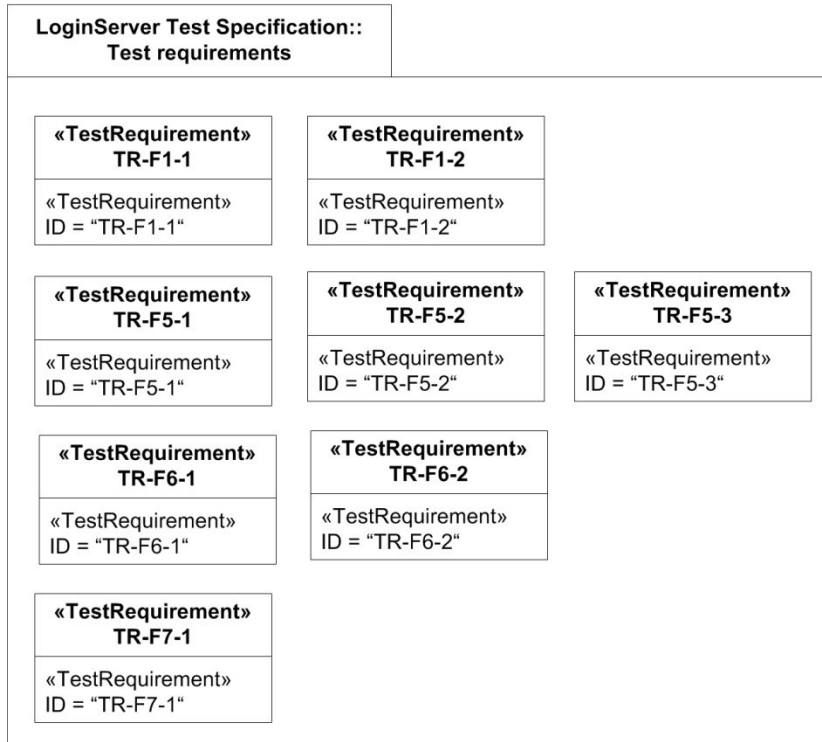 LoginServer Test Specification::
Test requirements
«TestRequirement»
TR-F1-1
«TestRequirement»
ID = “TR-F1-1“
«TestRequirement»
TR-F1-2
«TestRequirement»
ID = “TR-F1-2“
«TestRequirement»
TR-F5-1
«TestRequirement»
ID = “TR-F5-1“
«TestRequirement»
TR-F5-2
«TestRequirement»
ID = “TR-F5-2“
«TestRequirement»
TR-F5-3
«TestRequirement»
ID = “TR-F5-3“
«TestRequirement»
TR-F6-1
«TestRequirement»
ID = “TR-F6-1“
«TestRequirement»
TR-F6-2
«TestRequirement»
ID = “TR-F6-2“
«TestRequirement»
TR-F7-1
«TestRequirement»
ID = “TR-F7-1“